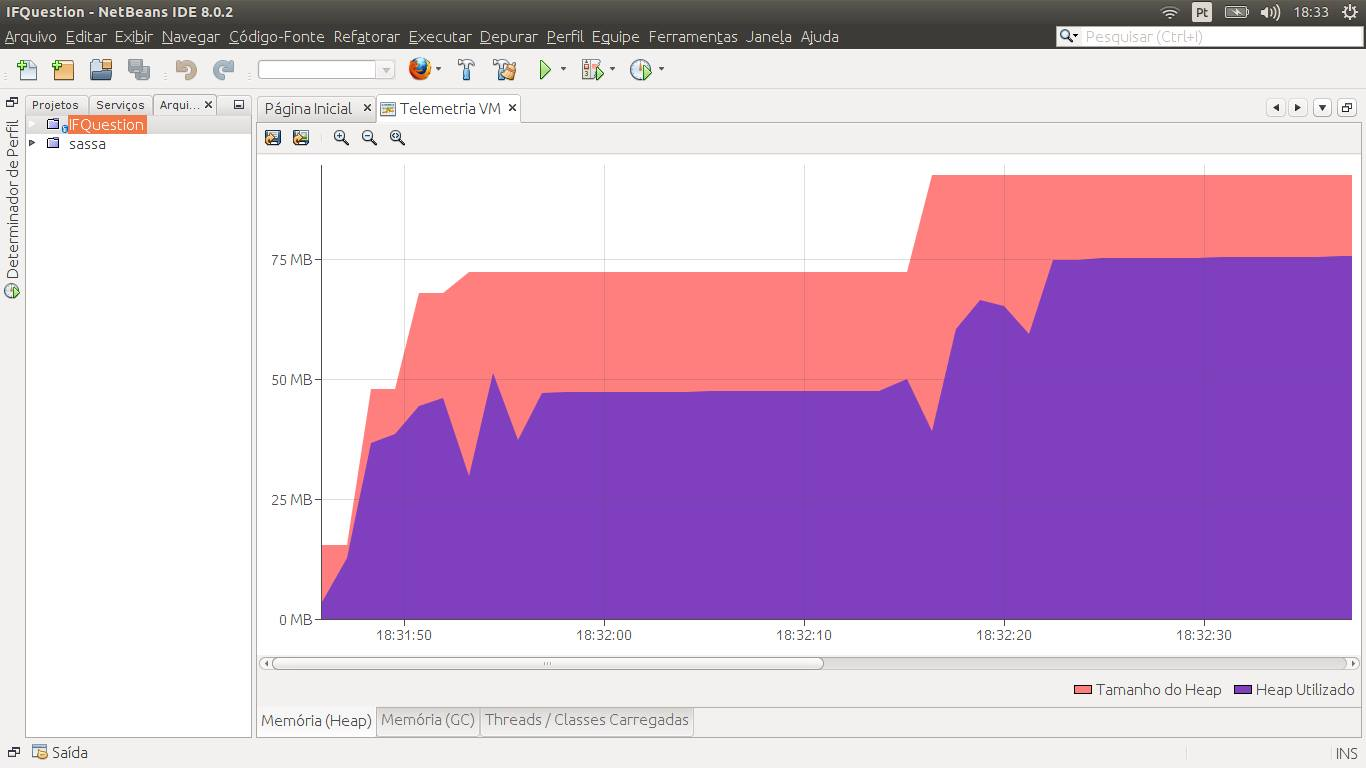 IFQuestion - NetBeans IDE 8.0.2
Pt
18:33
Arquivo Editar Exibir Navegar Código-Fonte Refatorar Executar Depurar Perfil Equipe Ferramentas Janela Ajuda
Pesquisar (Ctrl+I)
Projetos Serviços Arqui...
Página Inicial Telemetria VM
IFQuestion
sassa
Determinador de Perfil
75 MB
50 MB
25 MB
0 MB
18:31:50 18:32:00 18:32:10 18:32:20 18:32:30
Tamanho do Heap Heap Utilizado
Memória (Heap) Memória (GC) Threads / Classes Carregadas
Saída
INS